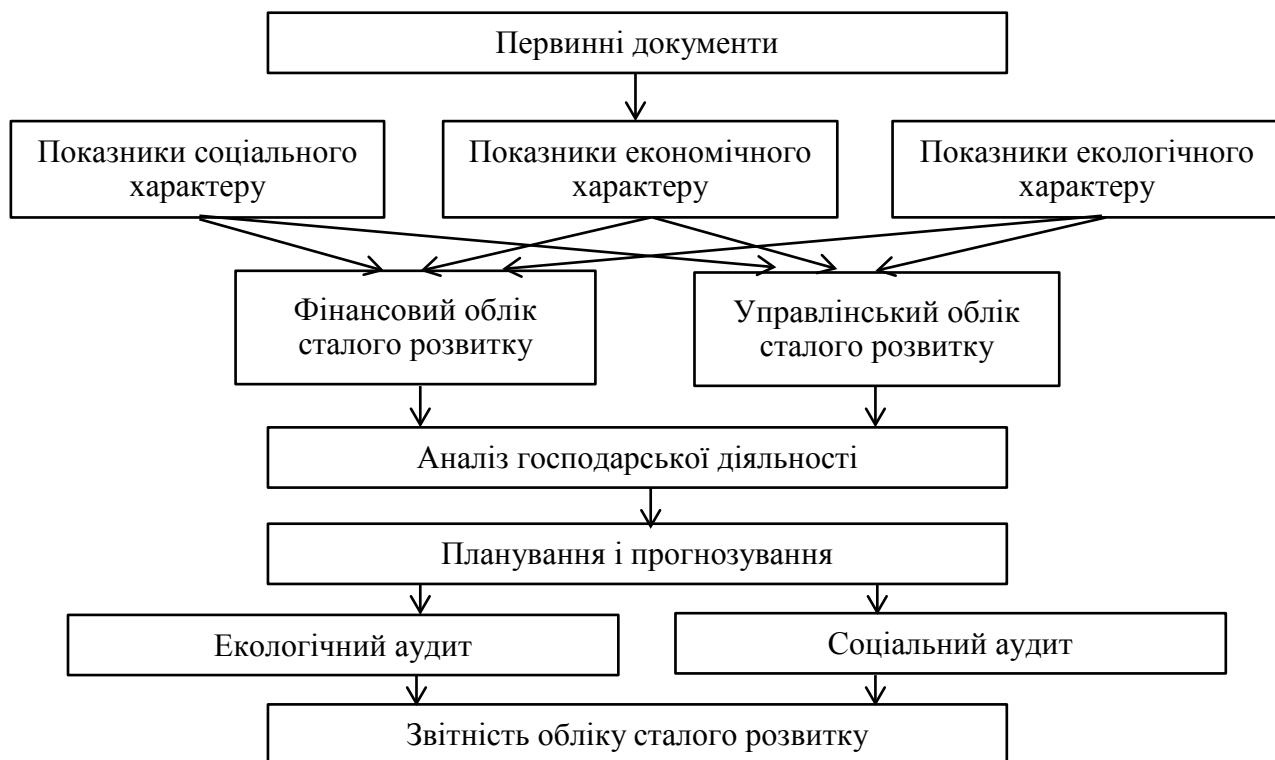 Первинні документи
Показники соціального
характеру
Показники економічного
характеру
Показники екологічного
характеру
Фінансовий облік
сталого розвитку
Управлінський облік
сталого розвитку
Аналіз господарської діяльності
Планування і прогнозування
Екологічний аудит
Соціальний аудит
Звітність обліку сталого розвитку